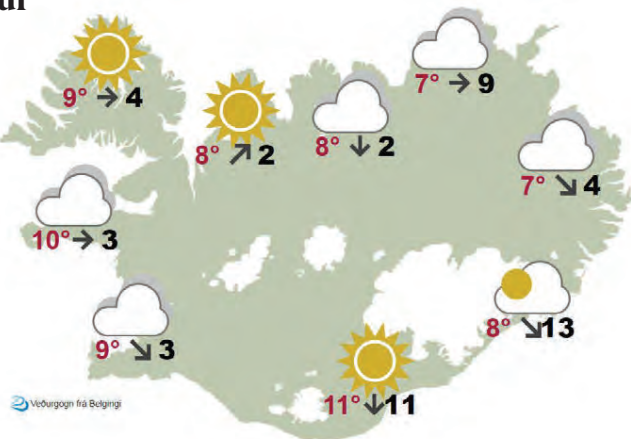 7° → 9
9° → 4
8° ↗ 2
8° ↓ 2
7° ↘ 4
10° → 3
8° ↘ 13
9° ↘ 3
11° ↓ 11
Veðurgögn frá Belgingi